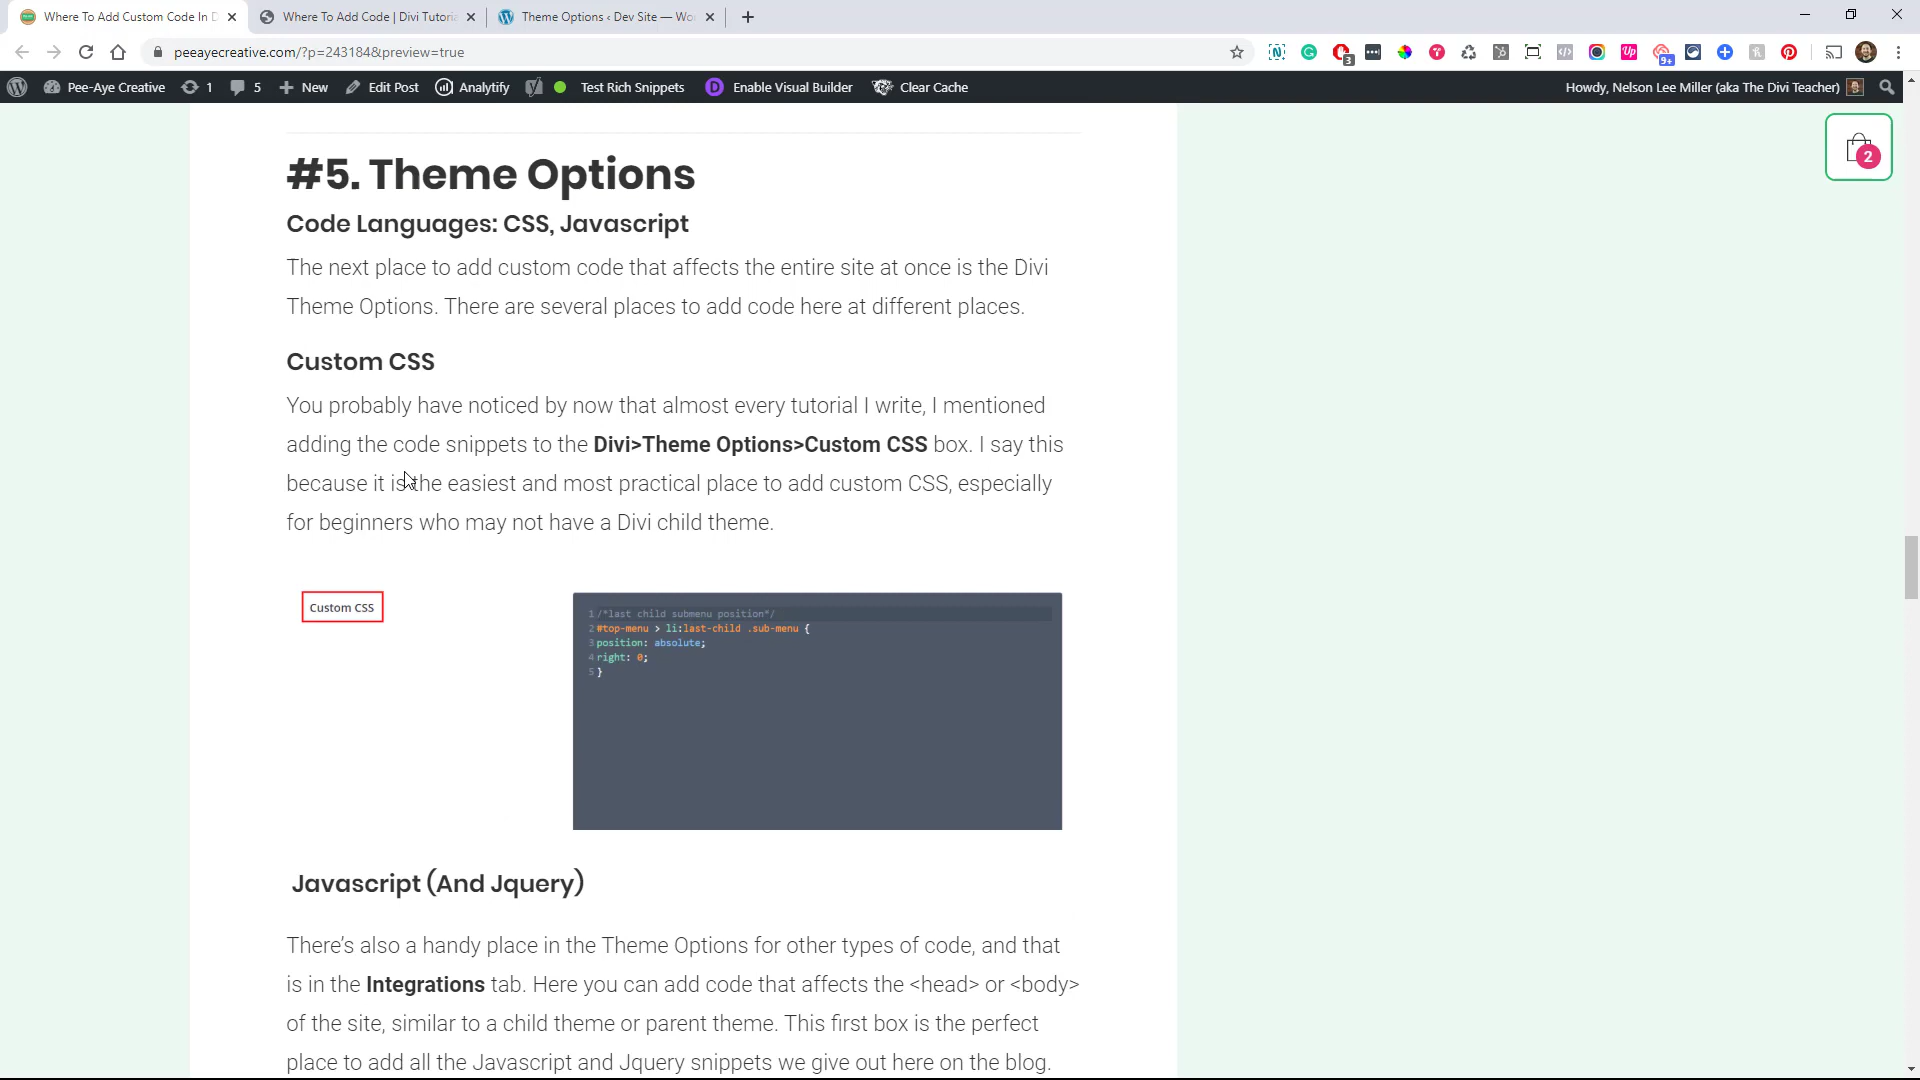 Where To Add Custom Code In D
Where To Add Code | Divi Tutoria
Theme Options ‹ Dev Site — Wor
peeayecreative.com/?p=243184&preview=true
3
Up
9+
Pee-Aye Creative
1
5
New
Edit Post
Analytify
Test Rich Snippets
D
Enable Visual Builder
Clear Cache
Howdy, Nelson Lee Miller (aka The Divi Teacher)
2
#5. Theme Options
Code Languages: CSS, Javascript
The next place to add custom code that affects the entire site at once is the Divi
Theme Options. There are several places to add code here at different places.
Custom CSS
You probably have noticed by now that almost every tutorial I write, I mentioned
adding the code snippets to the Divi>Theme Options>Custom CSS box. I say this
because it is the easiest and most practical place to add custom CSS, especially
for beginners who may not have a Divi child theme.
Custom CSS
1 /*last child submenu position*/
2 #top-menu > li:last-child .sub-menu {
3 position: absolute;
4 right: 0;
5 }
Javascript (And Jquery)
There's also a handy place in the Theme Options for other types of code, and that
is in the Integrations tab. Here you can add code that affects the <head> or <body>
of the site, similar to a child theme or parent theme. This first box is the perfect
place to add all the Javascript and Jquery snippets we give out here on the blog.